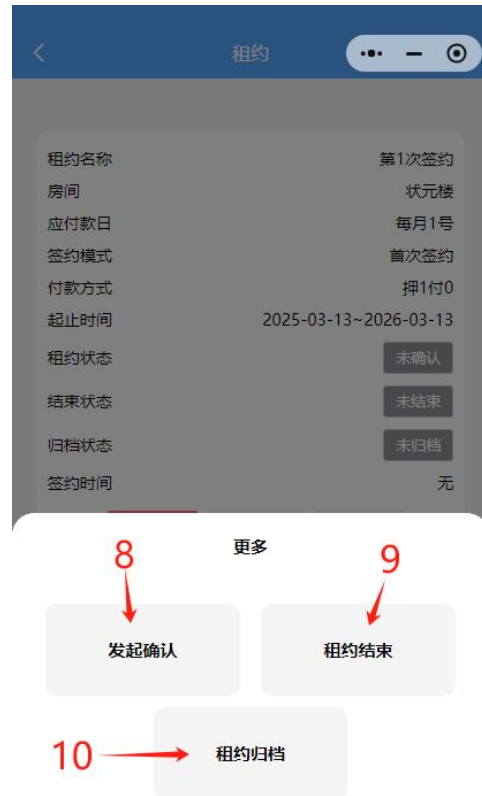 租约
租约名称 第1次签约
房间 状元楼
应付款日 每月1号
签约模式 首次签约
付款方式 押1付0
起止时间 2025-03-13~2026-03-13
租约状态 未确认
结束状态 未结束
归档状态 未归档
签约时间 无
更多
8 9
发起确认 租约结束
10 租约归档